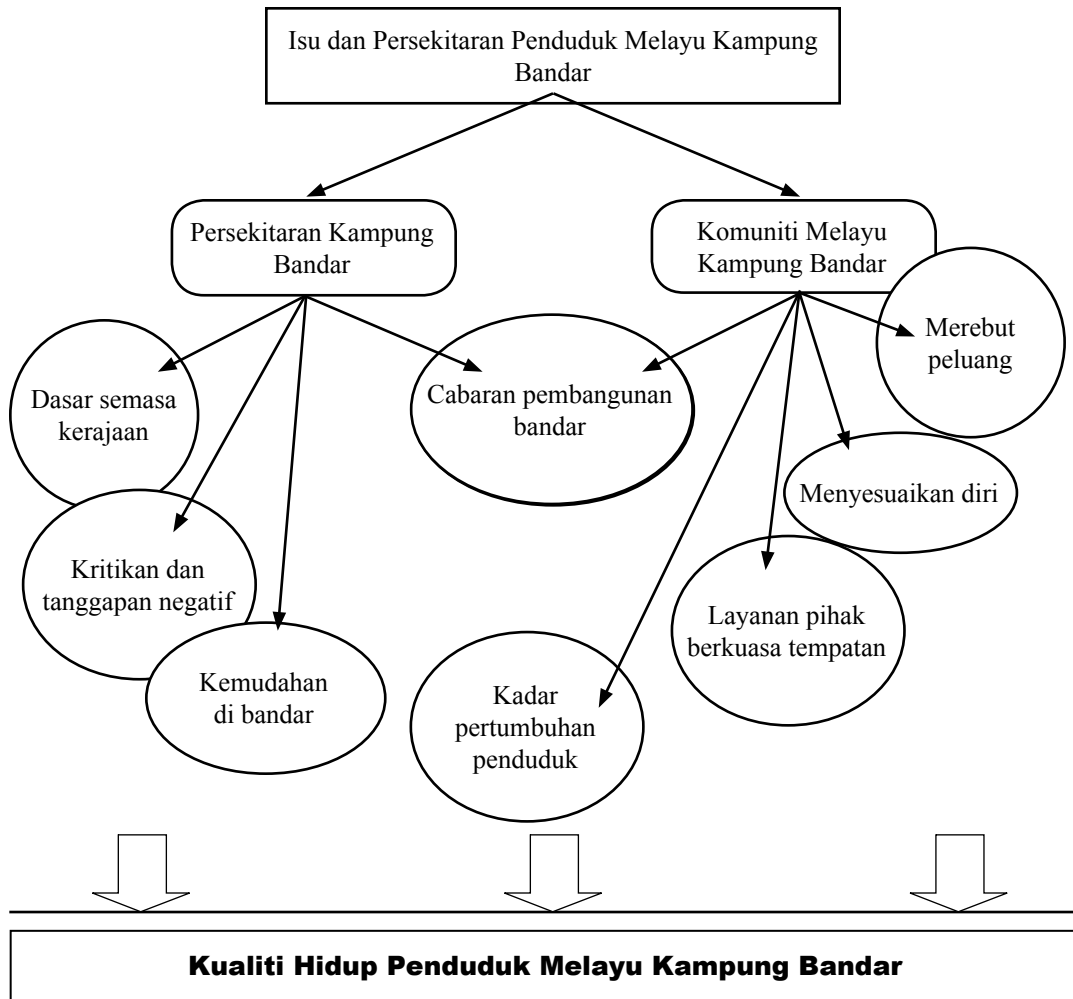 Isu dan Persekitaran Penduduk Melayu Kampung
Bandar
Persekitaran Kampung
Bandar
Komuniti Melayu
Kampung Bandar
Merebut
peluang
Dasar semasa
kerajaan
Cabaran pembangunan
bandar
Menyesuaikan diri
Kritikan dan
tanggapan negatif
Layanan pihak
berkuasa tempatan
Kemudahan
di bandar
Kadar
pertumbuhan
penduduk
Kualiti Hidup Penduduk Melayu Kampung Bandar